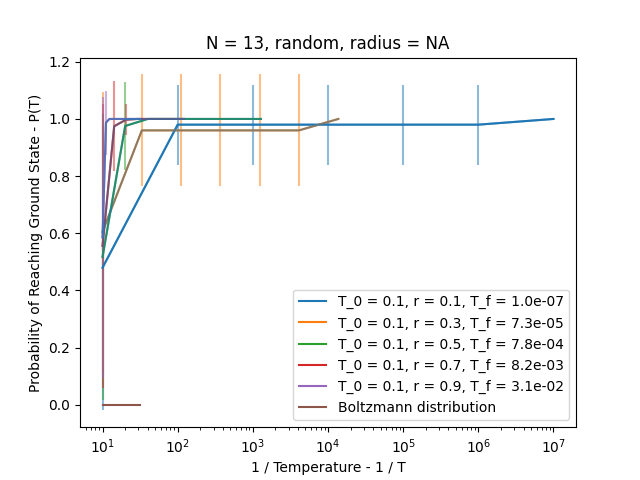 N = 13, random, radius = NA
Probability of Reaching Ground State - P(T)
1.2
1.0
0.8
0.6
0.4
0.2
0.0
T_0 = 0.1, r = 0.1, T_f = 1.0e-07
T_0 = 0.1, r = 0.3, T_f = 7.3e-05
T_0 = 0.1, r = 0.5, T_f = 7.8e-04
T_0 = 0.1, r = 0.7, T_f = 8.2e-03
T_0 = 0.1, r = 0.9, T_f = 3.1e-02
Boltzmann distribution
10¹ 10² 10³ 10⁴ 10⁵ 10⁶ 10⁷
1 / Temperature - 1 / T